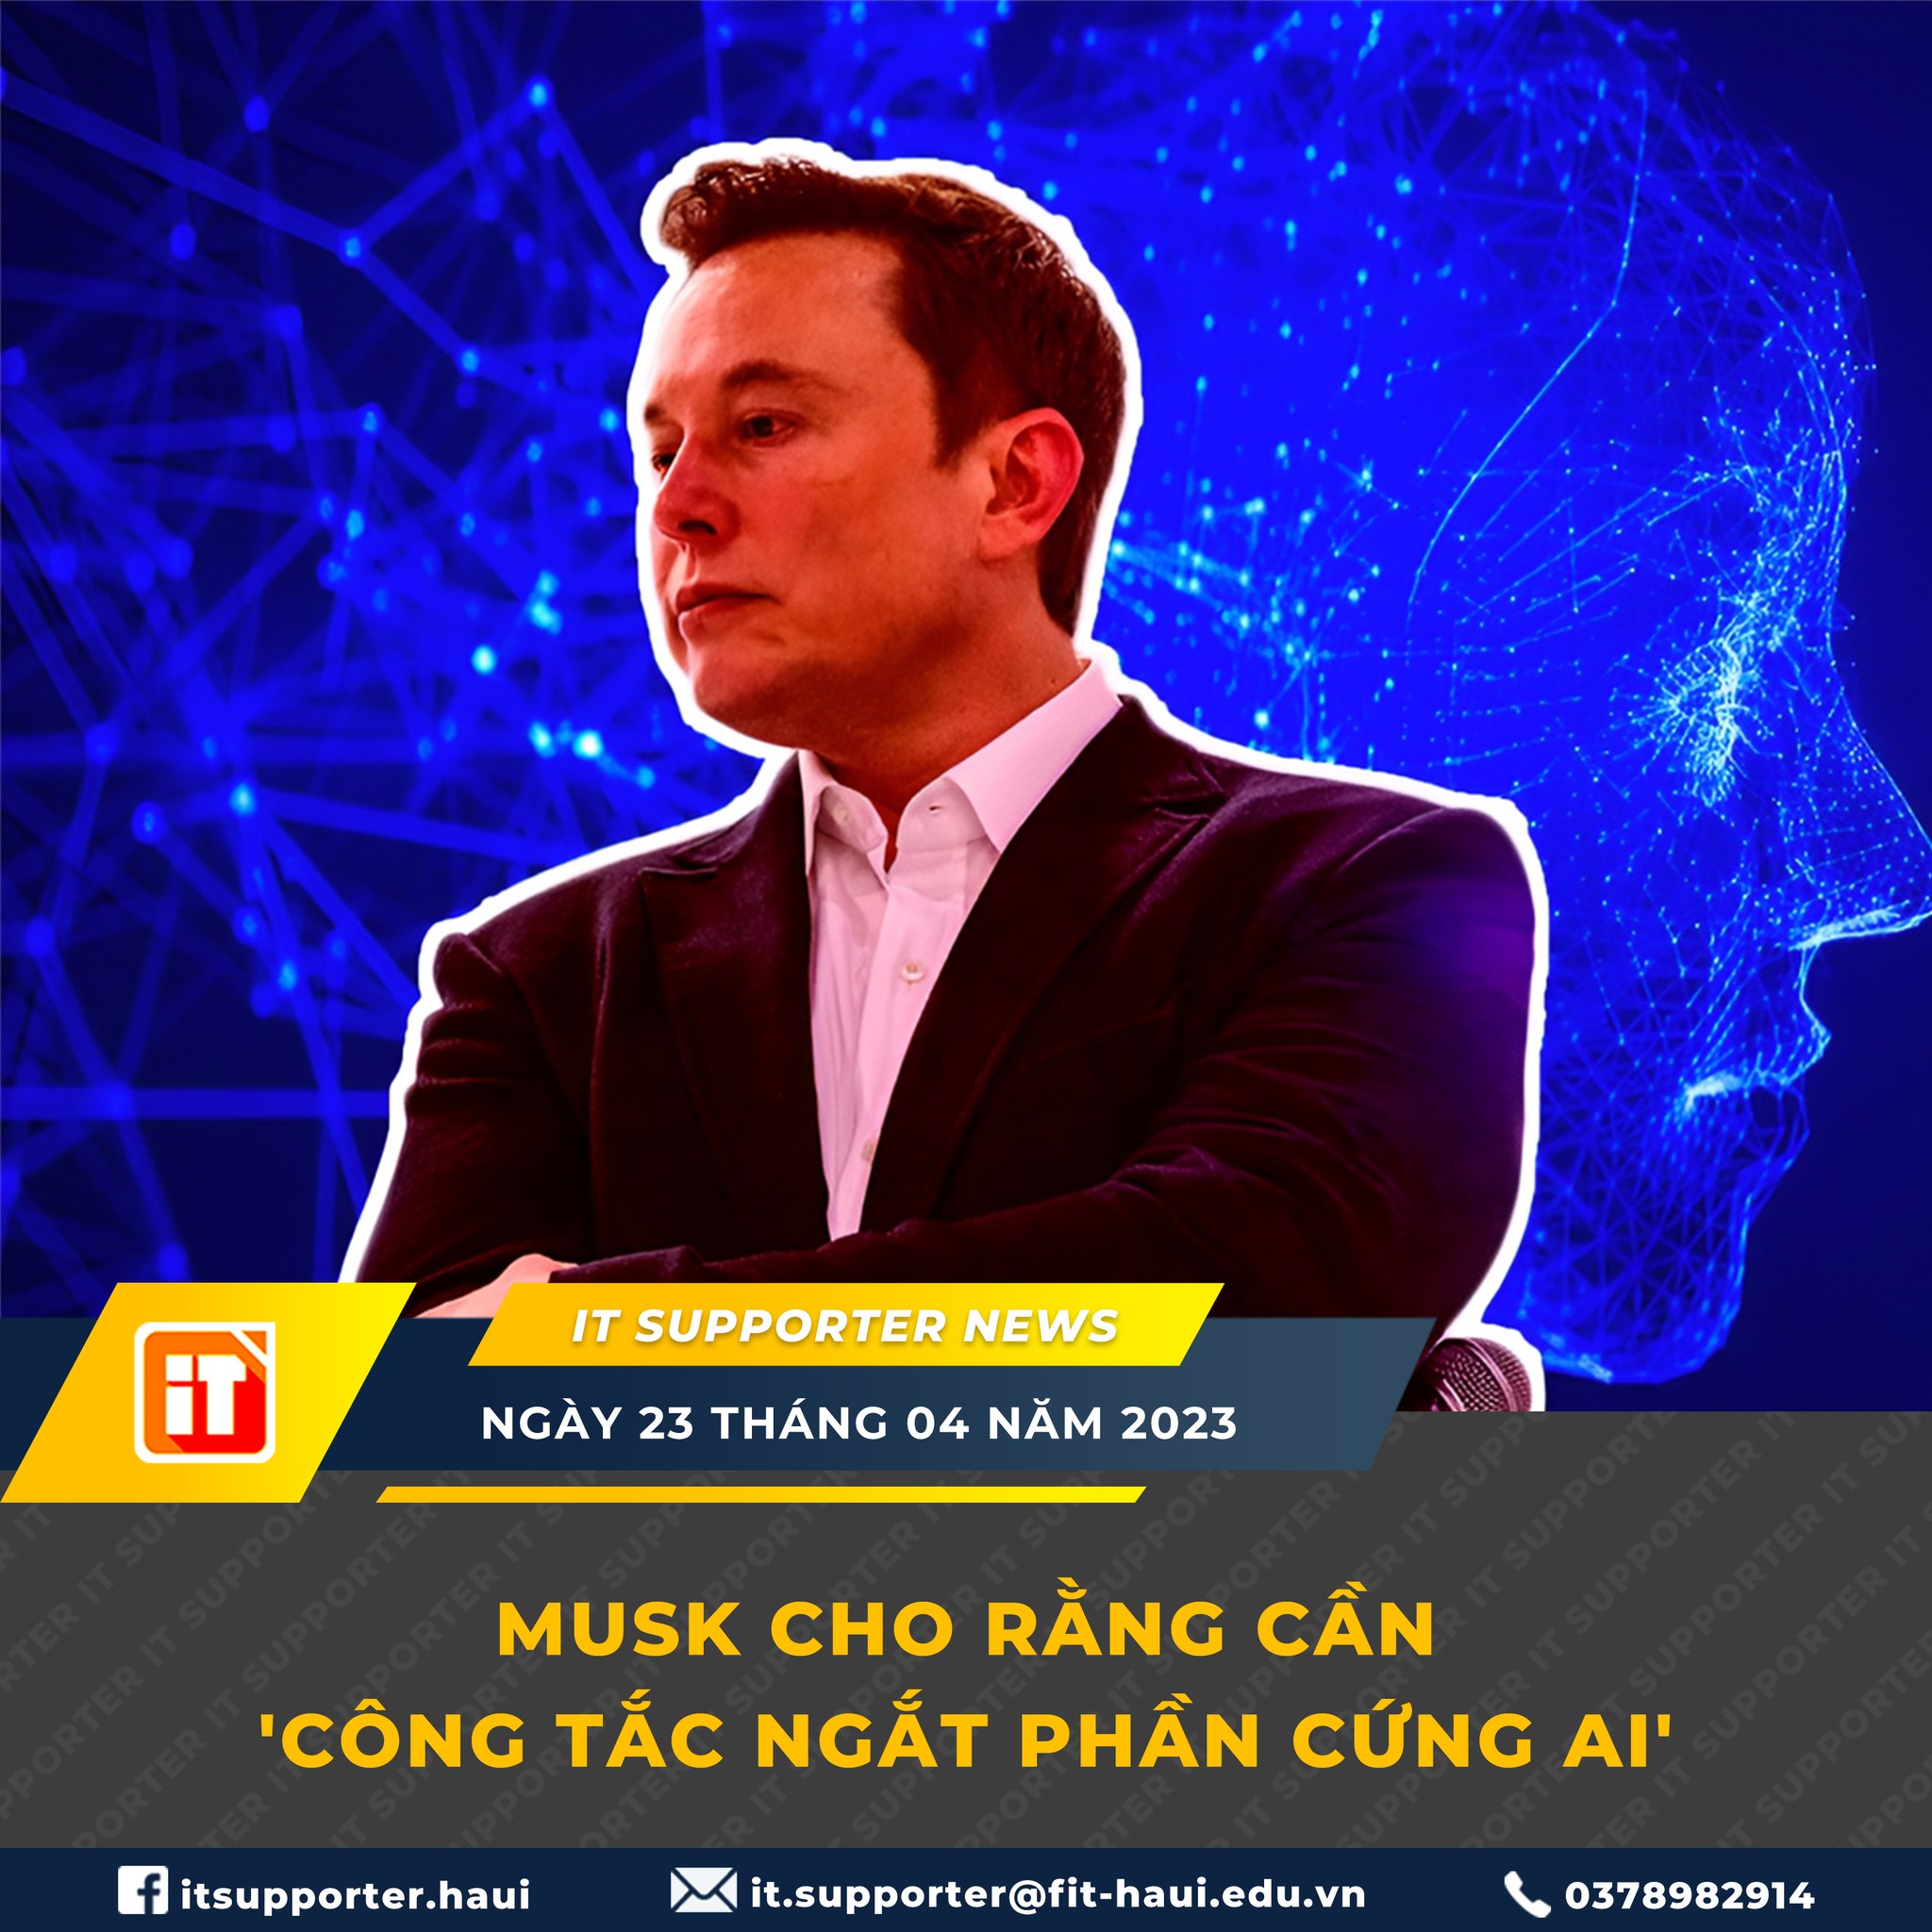 iT
IT SUPPORTER NEWS
NGÀY 23 THÁNG 04 NĂM 2023
MUSK CHO RẰNG CẦN
'CÔNG TẮC NGẮT PHẦN CỨNG AI'
itsupporter.haui
it.supporter@fit-haui.edu.vn
0378982914